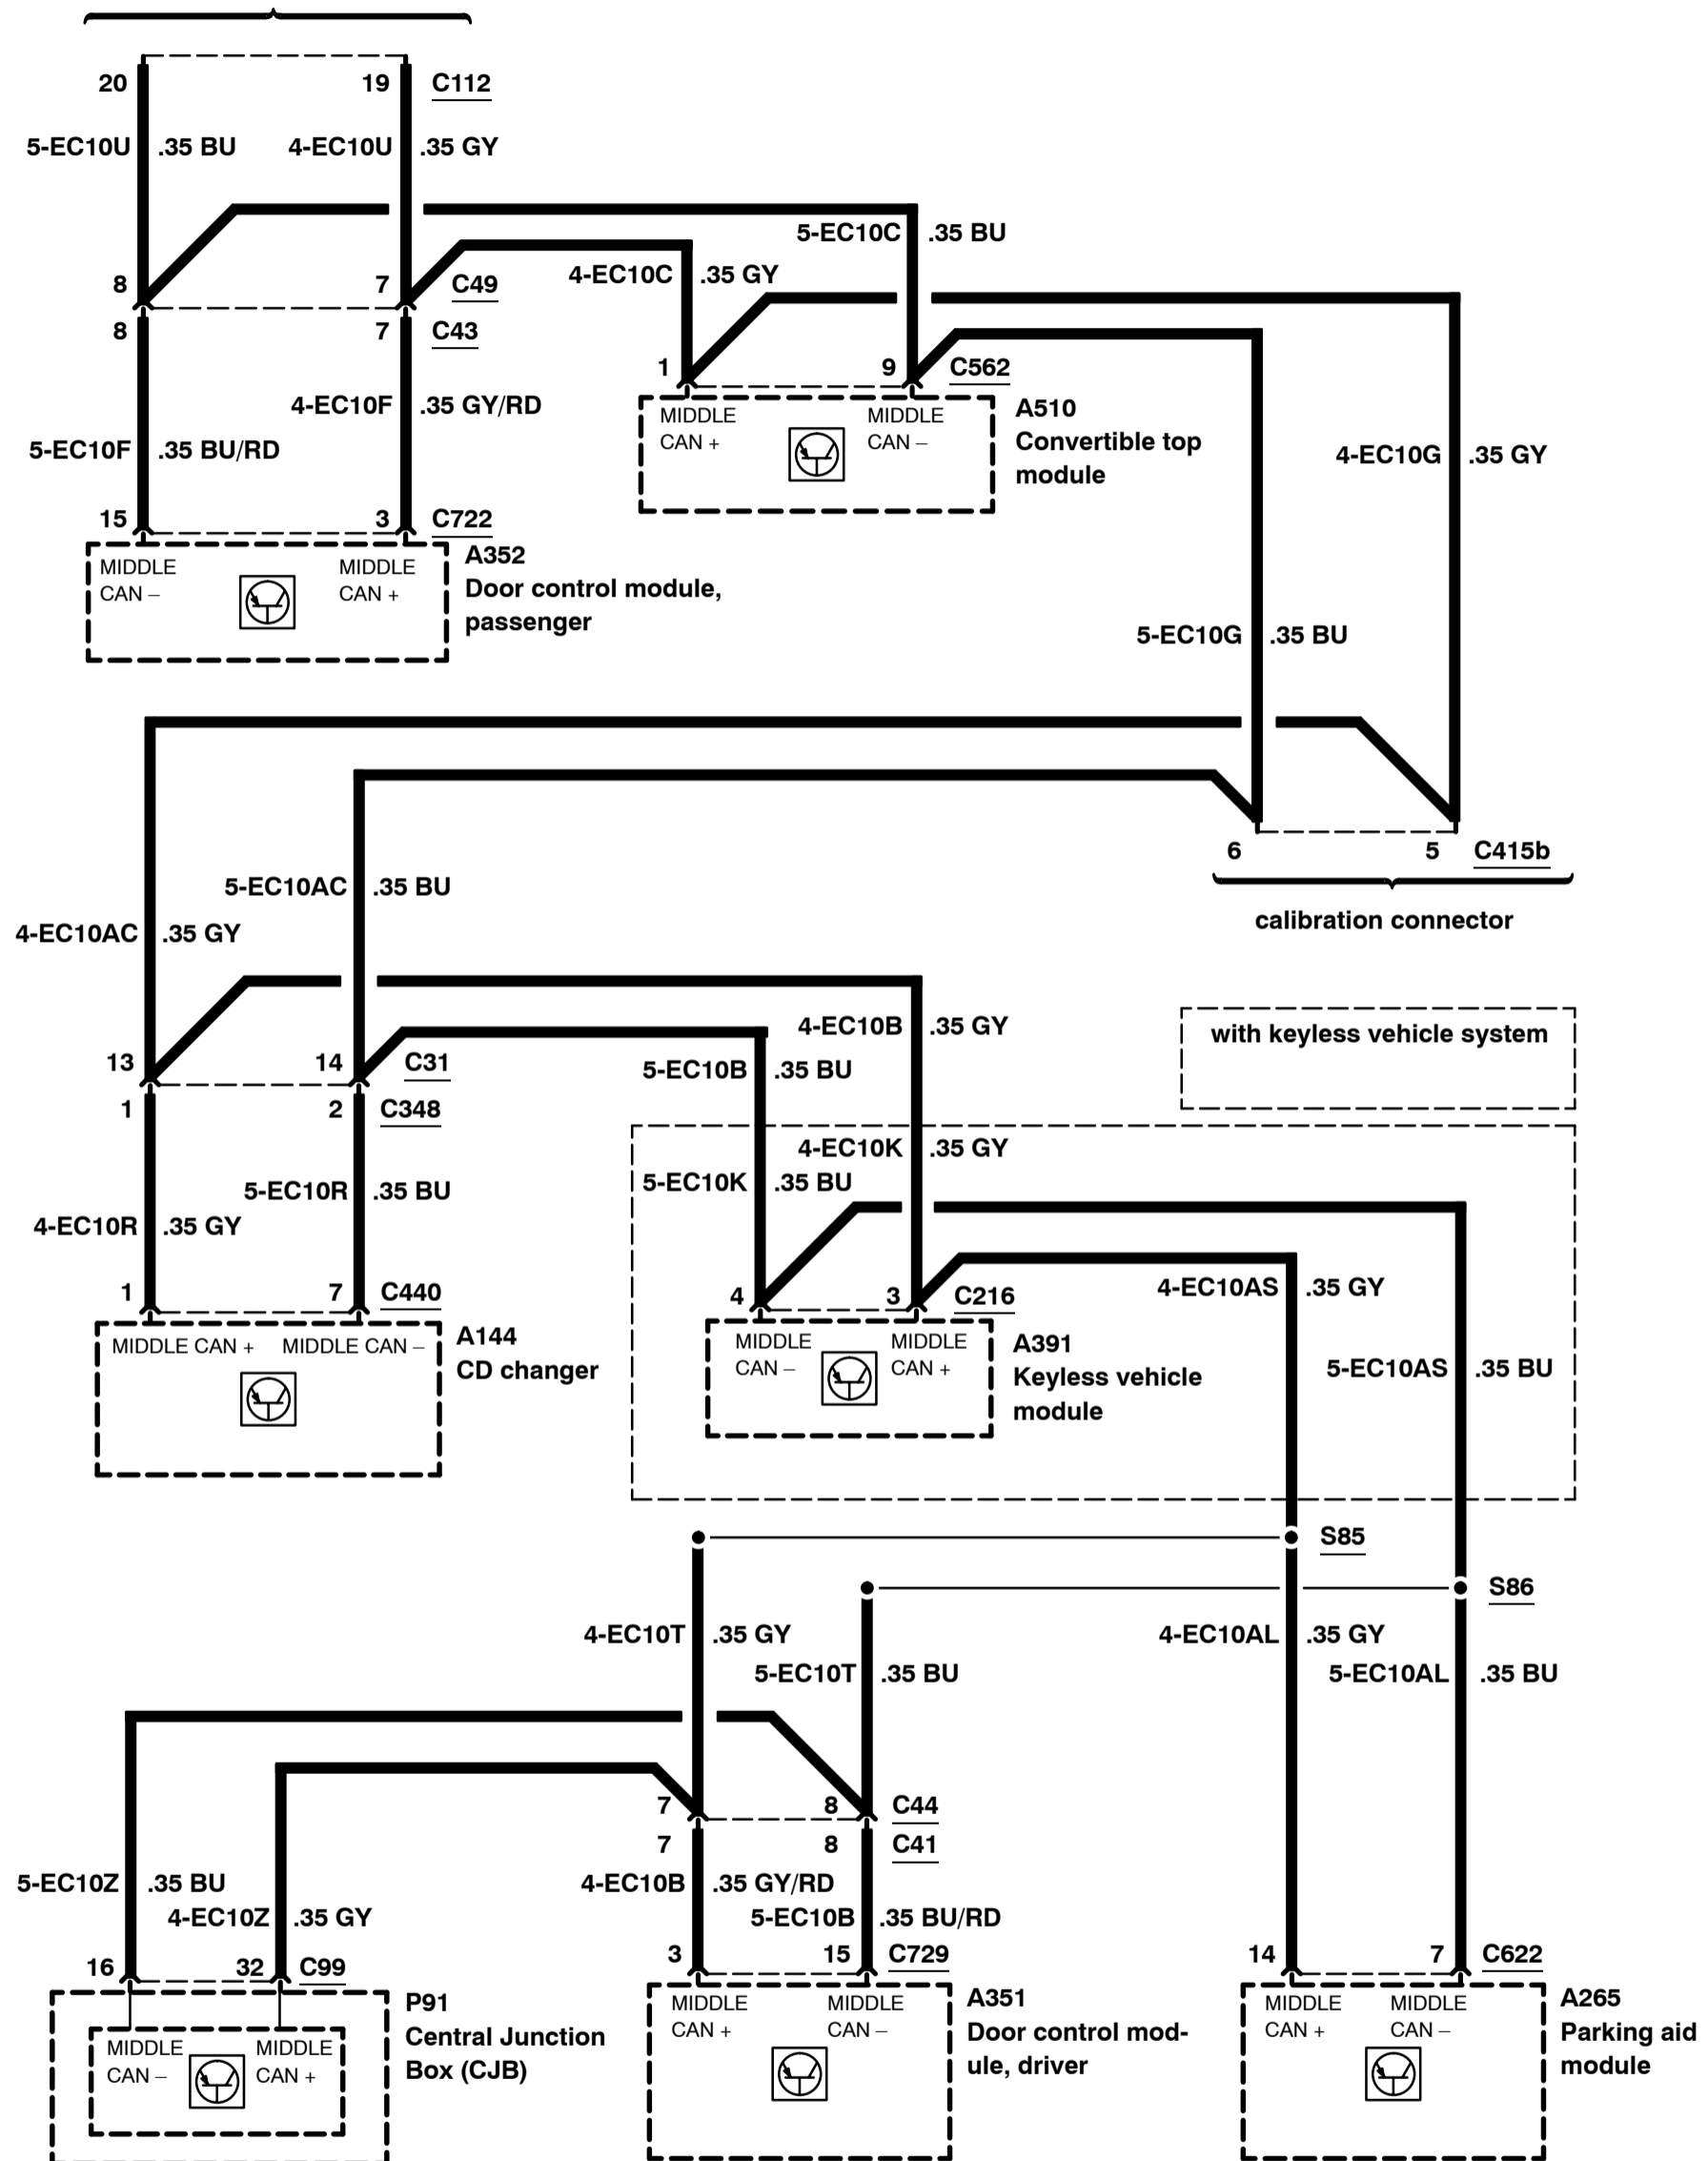 20 19 C112
5-EC10U .35 BU 4-EC10U .35 GY
5-EC10C .35 BU
4-EC10C .35 GY
8 7 C49
8 7 C43
1 9 C562
4-EC10F .35 GY/RD
5-EC10F .35 BU/RD
MIDDLE CAN +
MIDDLE CAN –
A510
Convertible top
module
4-EC10G .35 GY
15 3 C722
MIDDLE CAN –
MIDDLE CAN +
A352
Door control module,
passenger
5-EC10G .35 BU
6 5 C415b
calibration connector
5-EC10AC .35 BU
4-EC10AC .35 GY
4-EC10B .35 GY
with keyless vehicle system
13 14 C31
5-EC10B .35 BU
1 2 C348
4-EC10K .35 GY
5-EC10K .35 BU
5-EC10R .35 BU
4-EC10R .35 GY
1 7 C440
4 3 C216
4-EC10AS .35 GY
MIDDLE CAN + MIDDLE CAN –
A144
CD changer
MIDDLE CAN –
MIDDLE CAN +
A391
Keyless vehicle
module
5-EC10AS .35 BU
S85
S86
4-EC10T .35 GY
4-EC10AL .35 GY
5-EC10T .35 BU
5-EC10AL .35 BU
7 8 C44
7 8 C41
5-EC10Z .35 BU
4-EC10B .35 GY/RD
4-EC10Z .35 GY
5-EC10B .35 BU/RD
16 32 C99
3 15 C729
14 7 C622
P91
Central Junction
Box (CJB)
MIDDLE CAN –
MIDDLE CAN +
MIDDLE CAN +
MIDDLE CAN –
A351
Door control mod-
ule, driver
MIDDLE CAN +
MIDDLE CAN –
A265
Parking aid
module